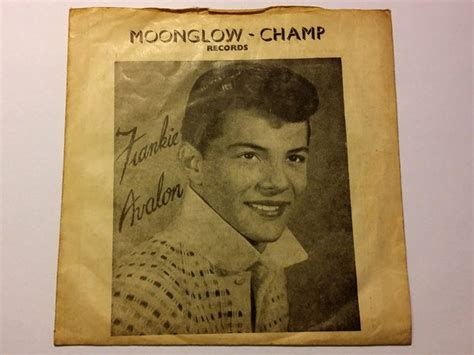 MOONGLOW - CHAMP
RECORDS
Frankie
Avalon